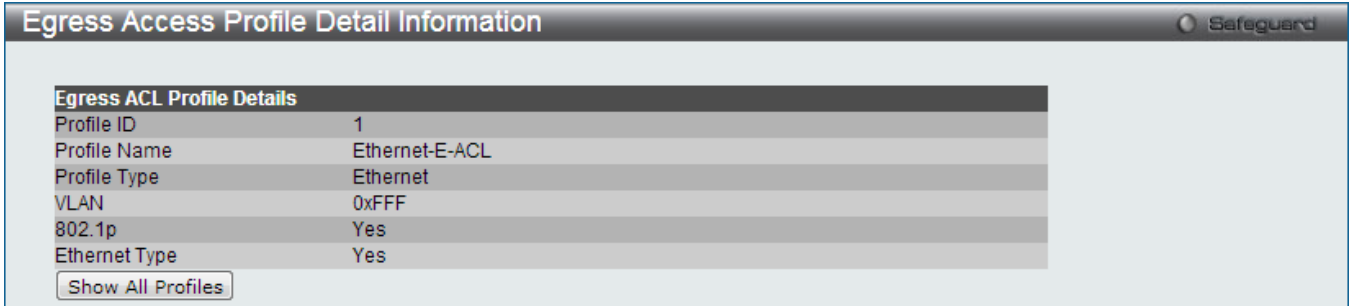 Egress Access Profile Detail Information
Safeguard
Egress ACL Profile Details
Profile ID 1
Profile Name Ethernet-E-ACL
Profile Type Ethernet
VLAN 0xFFF
802.1p Yes
Ethernet Type Yes
Show All Profiles